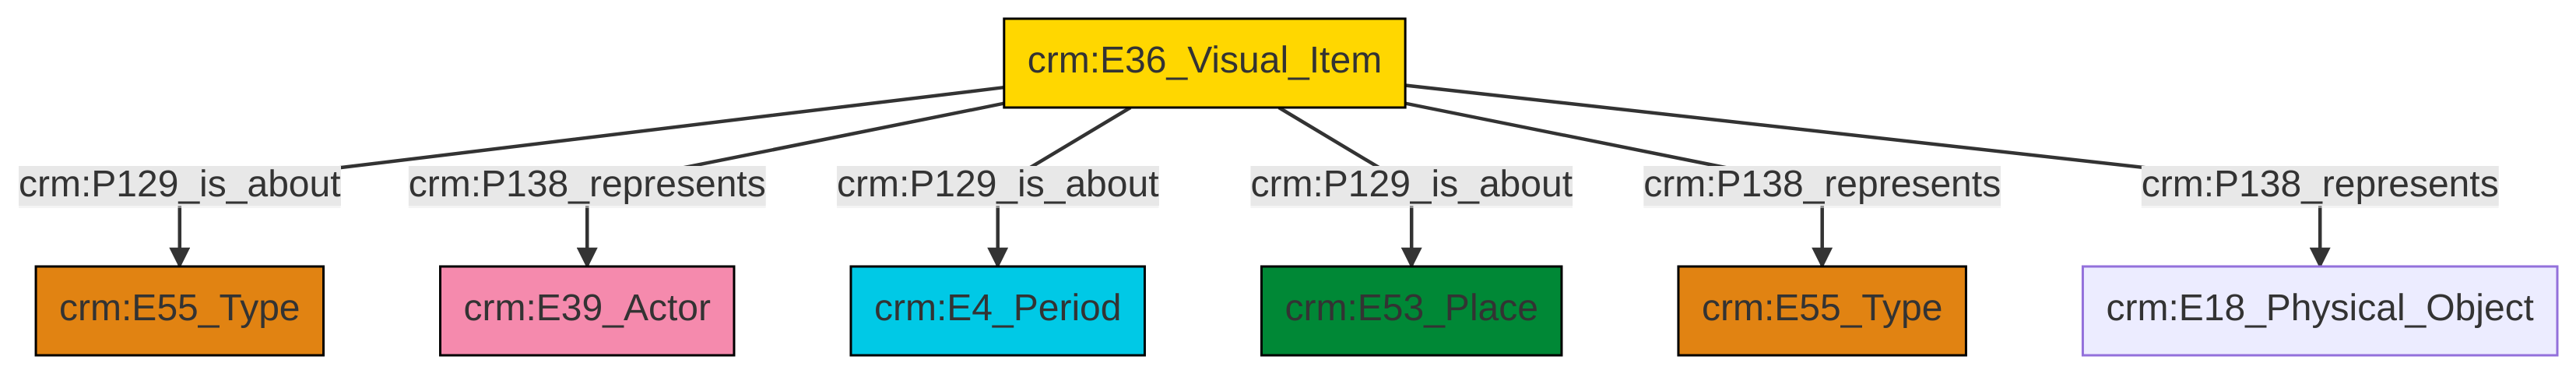 crm:E36_Visual_Item
crm:P129_is_about
crm:P138_represents
crm:P129_is_about
crm:P129_is_about
crm:P138_represents
crm:P138_represents
crm:E55_Type
crm:E39_Actor
crm:E4_Period
crm:E53_Place
crm:E55_Type
crm:E18_Physical_Object